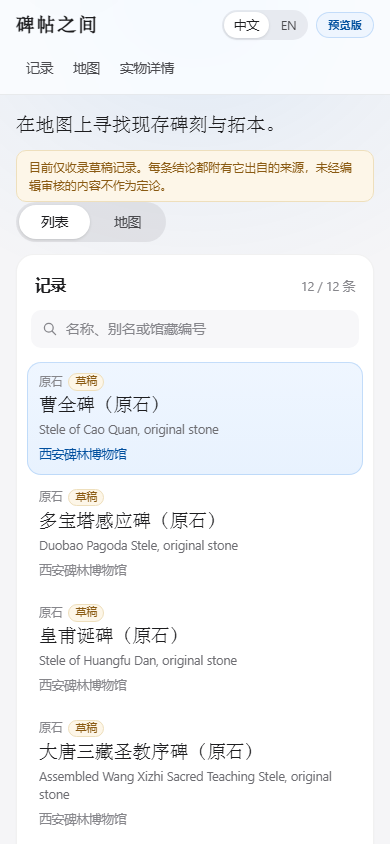 碑帖之间
中文
EN
预览版
记录
地图
实物详情
在地图上寻找现存碑刻与拓本。
目前仅收录草稿记录。每条结论都附有它出自的来源，未经编
辑审核的内容不作为定论。
列表
地图
记录
12 / 12 条
名称、别名或馆藏编号
原石 草稿
曹全碑（原石）
Stele of Cao Quan, original stone
西安碑林博物馆
原石 草稿
多宝塔感应碑（原石）
Duobao Pagoda Stele, original stone
西安碑林博物馆
原石 草稿
皇甫诞碑（原石）
Stele of Huangfu Dan, original stone
西安碑林博物馆
原石 草稿
大唐三藏圣教序碑（原石）
Assembled Wang Xizhi Sacred Teaching Stele, original
stone
西安碑林博物馆